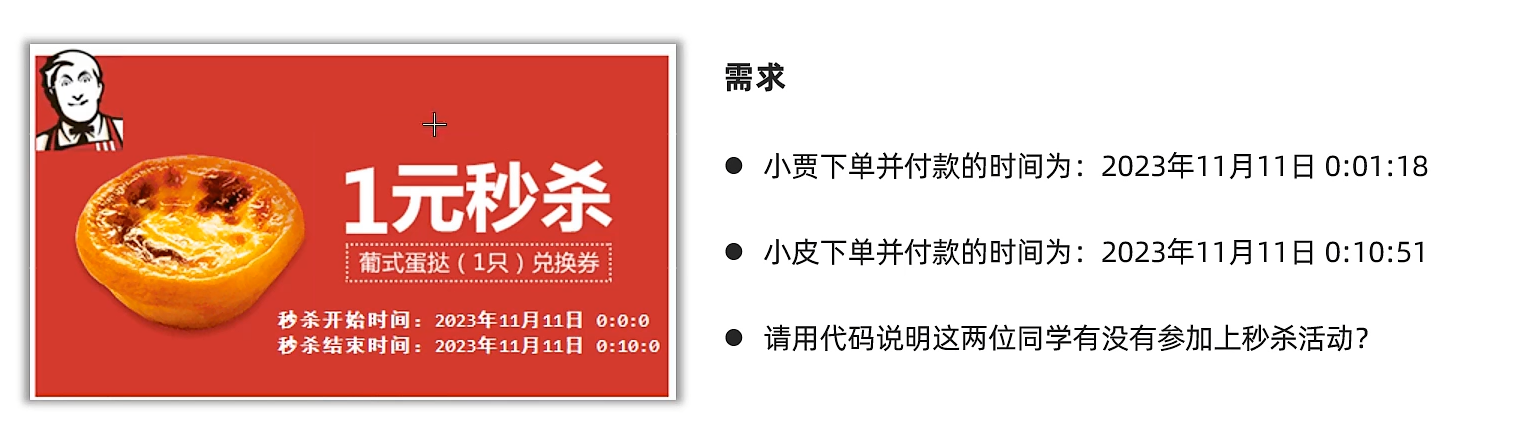 1元秒杀
葡式蛋挞（1只）兑换券
秒杀开始时间：2023年11月11日 0:0:0
秒杀结束时间：2023年11月11日 0:10:0
需求
● 小贾下单并付款的时间为：2023年11月11日 0:01:18
● 小皮下单并付款的时间为：2023年11月11日 0:10:51
● 请用代码说明这两位同学有没有参加上秒杀活动？